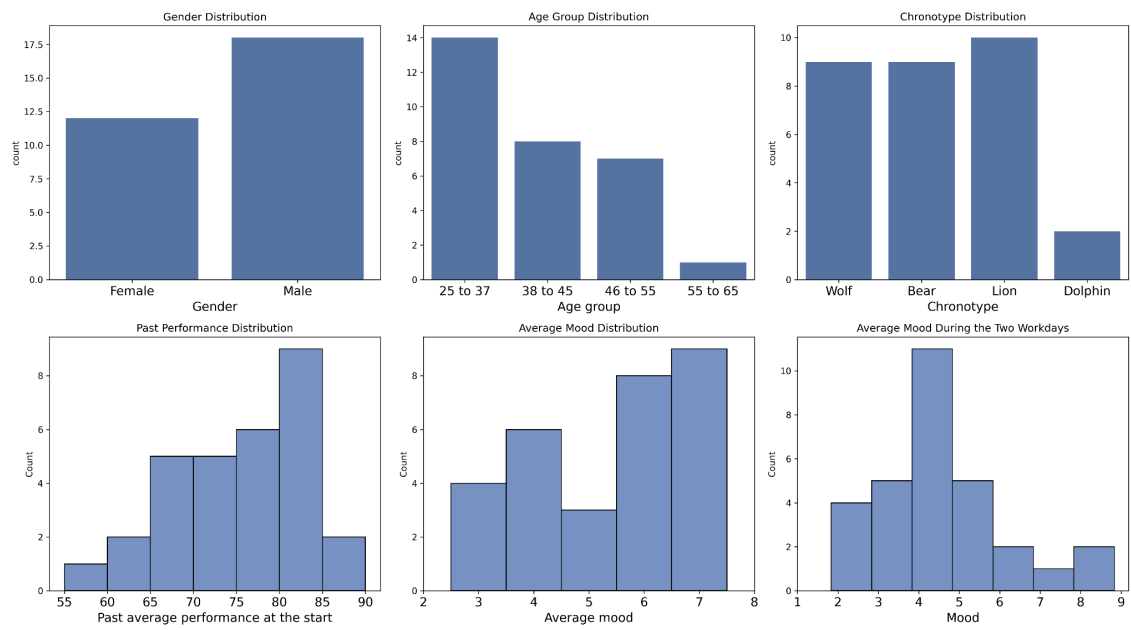 Gender Distribution
17.5
15.0
12.5
10.0
7.5
5.0
2.5
0.0
count
Female Male
Gender
Age Group Distribution
14
12
10
8
6
4
2
0
count
25 to 37 38 to 45 46 to 55 55 to 65
Age group
Chronotype Distribution
10
8
6
4
2
0
count
Wolf Bear Lion Dolphin
Chronotype
Past Performance Distribution
8
6
4
2
0
Count
55 60 65 70 75 80 85 90
Past average performance at the start
Average Mood Distribution
8
6
4
2
0
Count
2 3 4 5 6 7 8
Average mood
Average Mood During the Two Workdays
10
8
6
4
2
0
Count
1 2 3 4 5 6 7 8 9
Mood